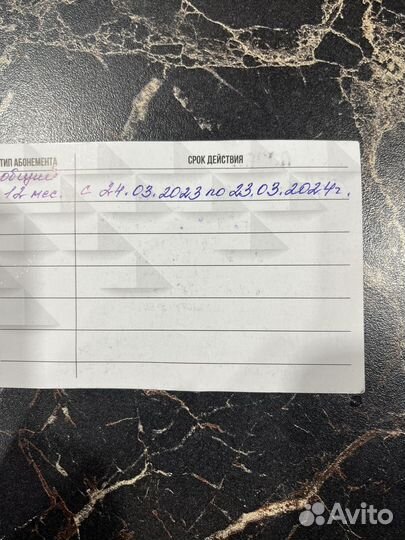 ТИП АБОНЕМЕНТА СРОК ДЕЙСТВИЯ
общий
12 мес. с 24.03.2023 по 23.03.2024г.
Avito